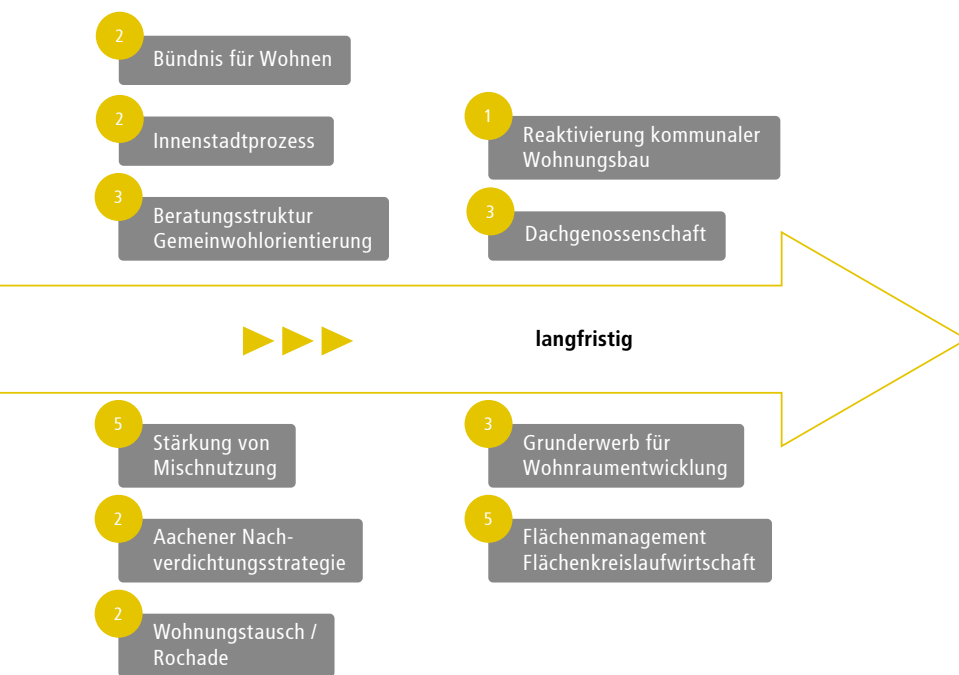 2
Bündnis für Wohnen
2
Innenstadtprozess
3
Beratungsstruktur
Gemeinwohlorientierung
1
Reaktivierung kommunaler
Wohnungsbau
3
Dachgenossenschaft
langfristig
5
Stärkung von
Mischnutzung
2
Aachener Nach-
verdichtungsstrategie
2
Wohnungstausch /
Rochade
3
Grunderwerb für
Wohnraumentwicklung
5
Flächenmanagement
Flächenkreislaufwirtschaft